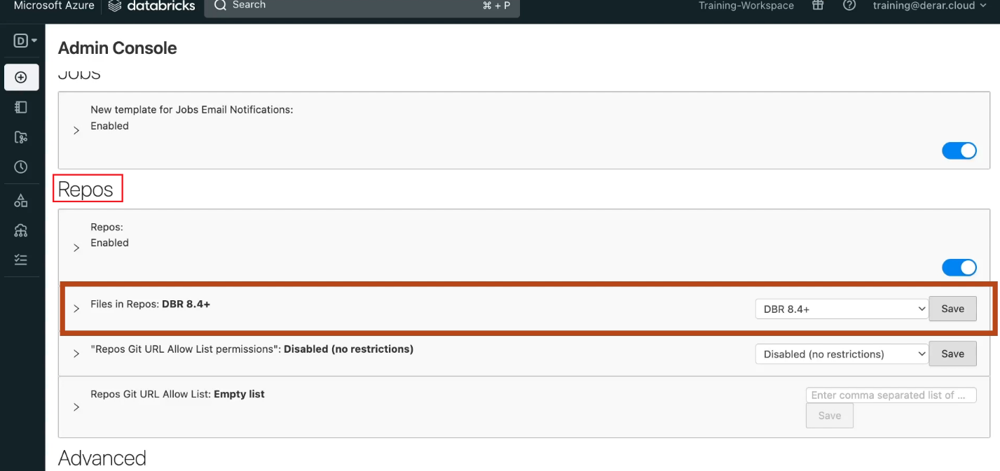 Microsoft Azure databricks Search ⌘ + P Training-Workspace training@derar.cloud
D
Admin Console
Jobs
New template for Jobs Email Notifications:
Enabled
Repos
Repos:
Enabled
Files in Repos: DBR 8.4+ DBR 8.4+ Save
"Repos Git URL Allow List permissions": Disabled (no restrictions) Disabled (no restrictions) Save
Repos Git URL Allow List: Empty list Enter comma separated list of ...
Save
Advanced